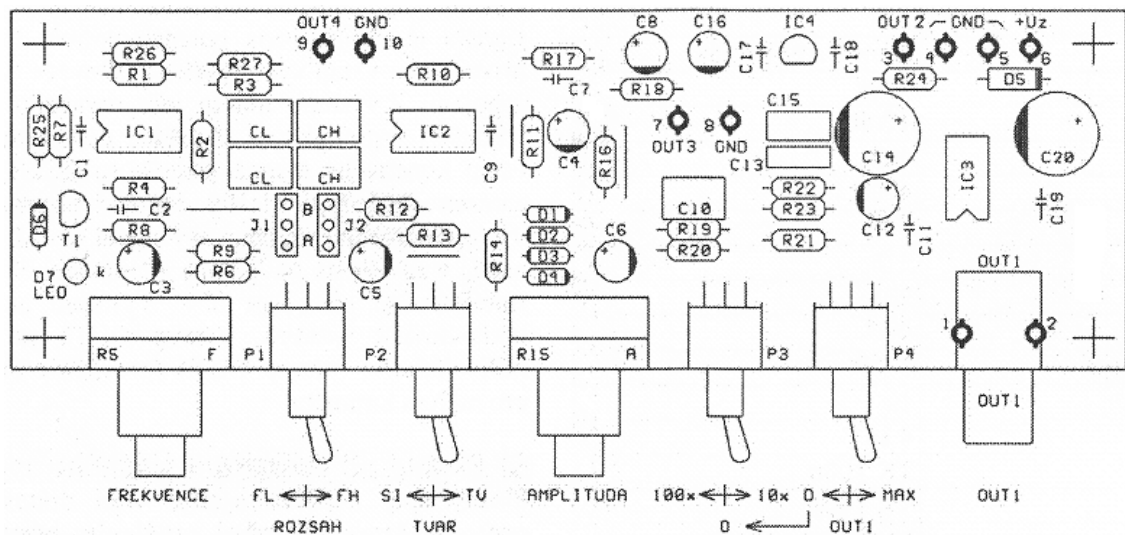 OUT4 GND C8 C16 IC4 OUT2 GND +Uz
9 10 3 4 5 6
R26 R27 R10 R17 C17 C18 R24 D5
R1 R3 C7 R18
R25 R7 C1 IC1 R2 CL CH IC2 C9 R11 C4 R16 7 8 C15 C14 IC3 C20
OUT3 GND C13
CL CH
R4 C2 B R12 D1 C10 R22 C12 C11 C19
D6 T1 R8 J1 J2 A R13 R14 D2 C6 R19 R23
R9 D3 R20 R21
D7 k C3 R6 C5 D4 OUT1
LED
1 2
R5 F P1 P2 R15 A P3 P4
OUT1
FREKVENCE FL FH SI TV AMPLITUDA 100x 10x 0 MAX OUT1
ROZSAH TVAR 0 OUT1